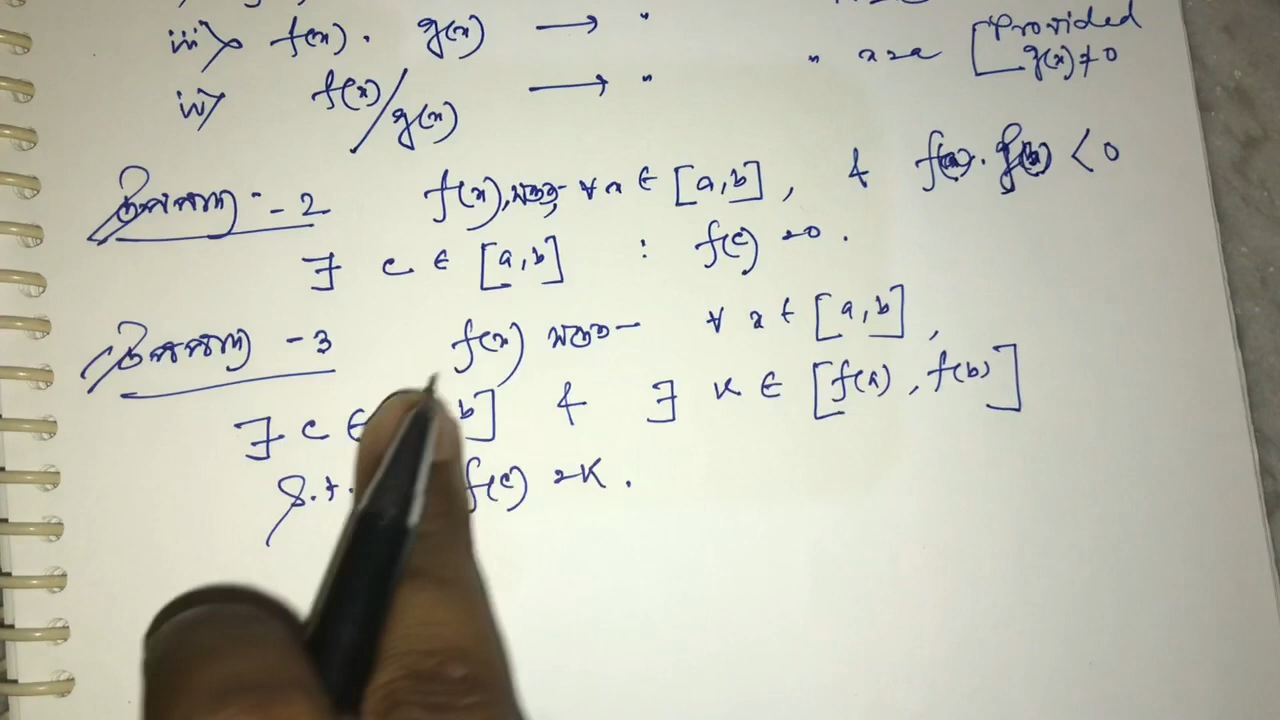 iii> f(x) . g(x) → "
iv> f(x)/g(x) → " " x=a [Provided g(x)≠0
উপপাদ্য - 2 f(x), সন্তত ∀ x ∈ [a,b], & f(a) . f(b) < 0
∃ c ∈ [a,b] : f(c) = 0 .
উপপাদ্য - 3 f(x) সন্তত ∀ x ∈ [a,b],
∃ c ∈ b] & ∃ K ∈ [f(a), f(b)]
s.t. f(c) = K .